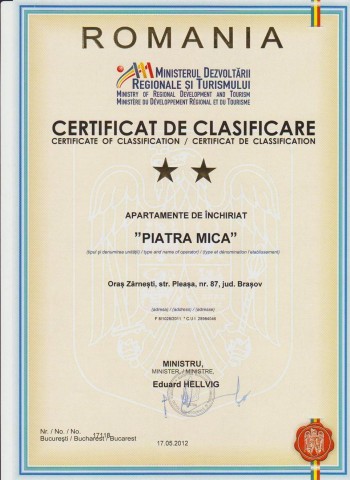 ROMANIA
MINISTERUL DEZVOLTĂRII
REGIONALE ȘI TURISMULUI
MINISTRY OF REGIONAL DEVELOPMENT AND TOURISM
MINISTÈRE DU DÉVELOPPEMENT RÉGIONAL ET DU TOURISME
CERTIFICAT DE CLASIFICARE
CERTIFICATE OF CLASSIFICATION / CERTIFICAT DE CLASSIFICATION
APARTAMENTE DE ÎNCHIRIAT
”PIATRA MICA”
(tipul și denumirea unității) / type and name of operator) / (type et dénomination l'établissement)
Oraș Zărnești, str. Pleașa, nr. 87, jud. Brașov
(adresa) / (address) / (adresse)
MINISTRU,
MINISTER, / MINISTRE,
Eduard HELLVIG
Nr. / No. / No. 17118
București / Bucharest / Bucarest
17.05.2012